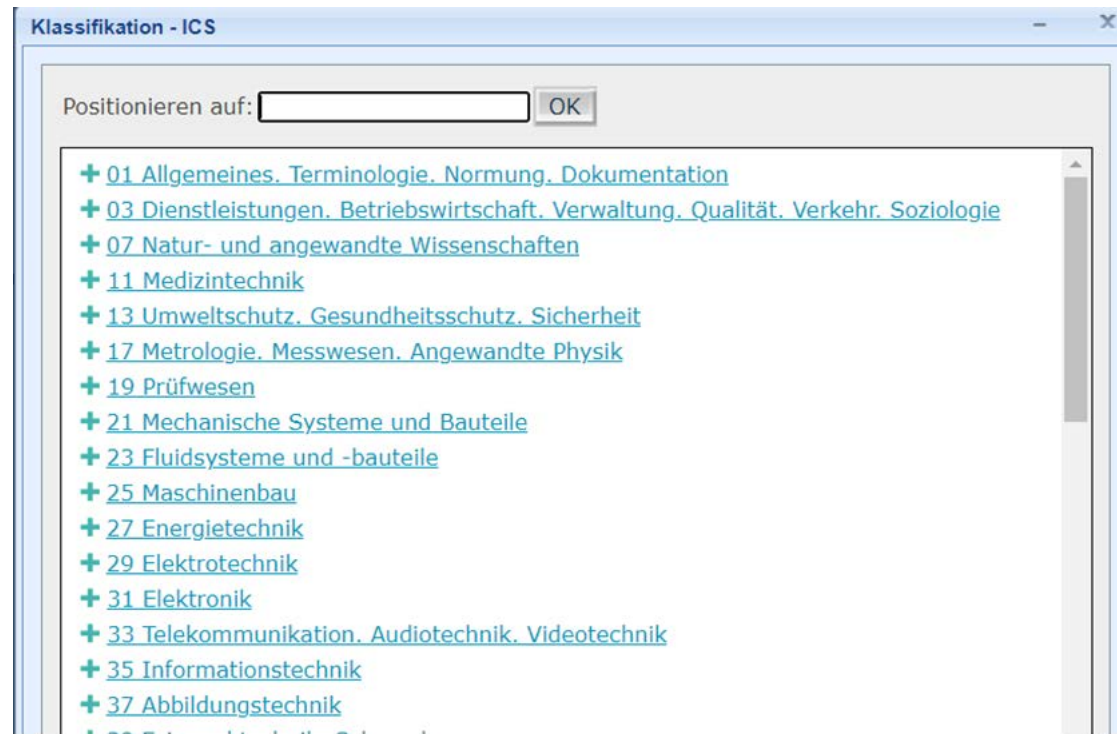 Klassifikation - ICS
Positionieren auf: OK
01 Allgemeines. Terminologie. Normung. Dokumentation
03 Dienstleistungen. Betriebswirtschaft. Verwaltung. Qualität. Verkehr. Soziologie
07 Natur- und angewandte Wissenschaften
11 Medizintechnik
13 Umweltschutz. Gesundheitsschutz. Sicherheit
17 Metrologie. Messwesen. Angewandte Physik
19 Prüfwesen
21 Mechanische Systeme und Bauteile
23 Fluidsysteme und -bauteile
25 Maschinenbau
27 Energietechnik
29 Elektrotechnik
31 Elektronik
33 Telekommunikation. Audiotechnik. Videotechnik
35 Informationstechnik
37 Abbildungstechnik